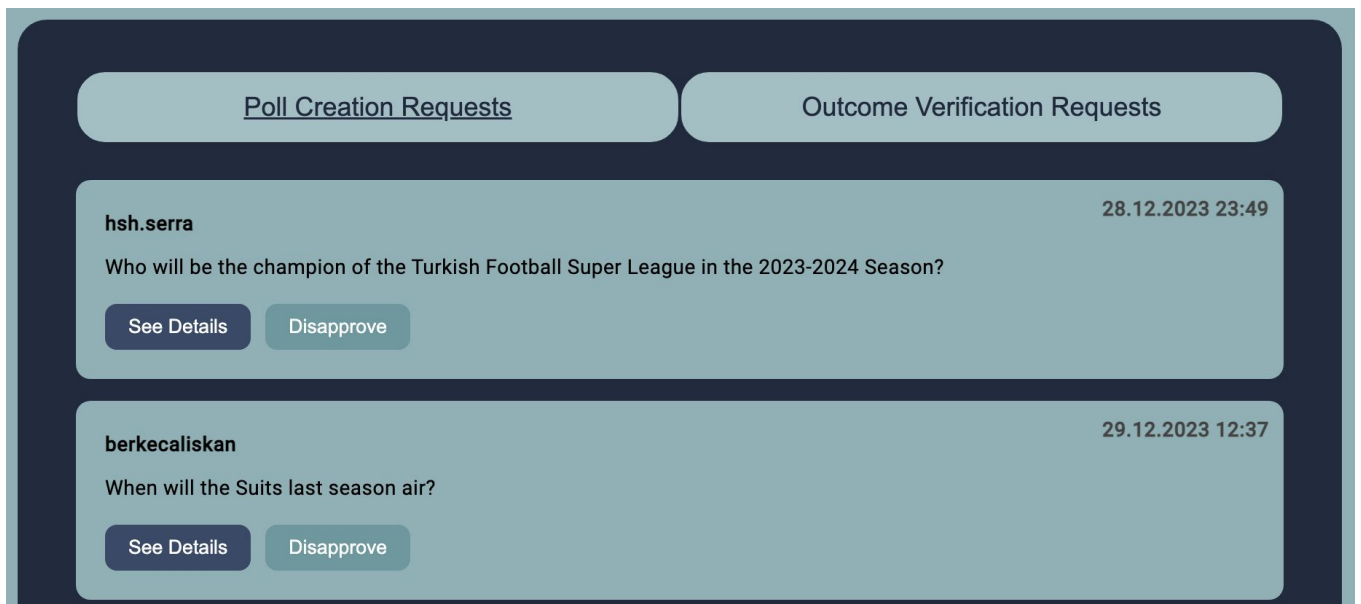 Poll Creation Requests
Outcome Verification Requests
hsh.serra
28.12.2023 23:49
Who will be the champion of the Turkish Football Super League in the 2023-2024 Season?
See Details
Disapprove
berkecaliskan
29.12.2023 12:37
When will the Suits last season air?
See Details
Disapprove